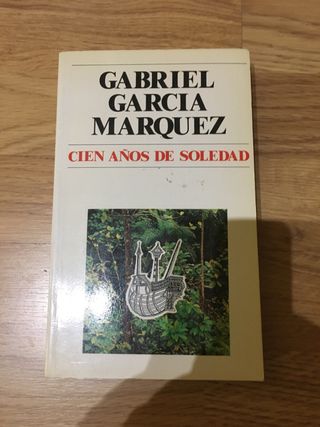 GABRIEL
GARCIA
MARQUEZ
CIEN AÑOS DE SOLEDAD